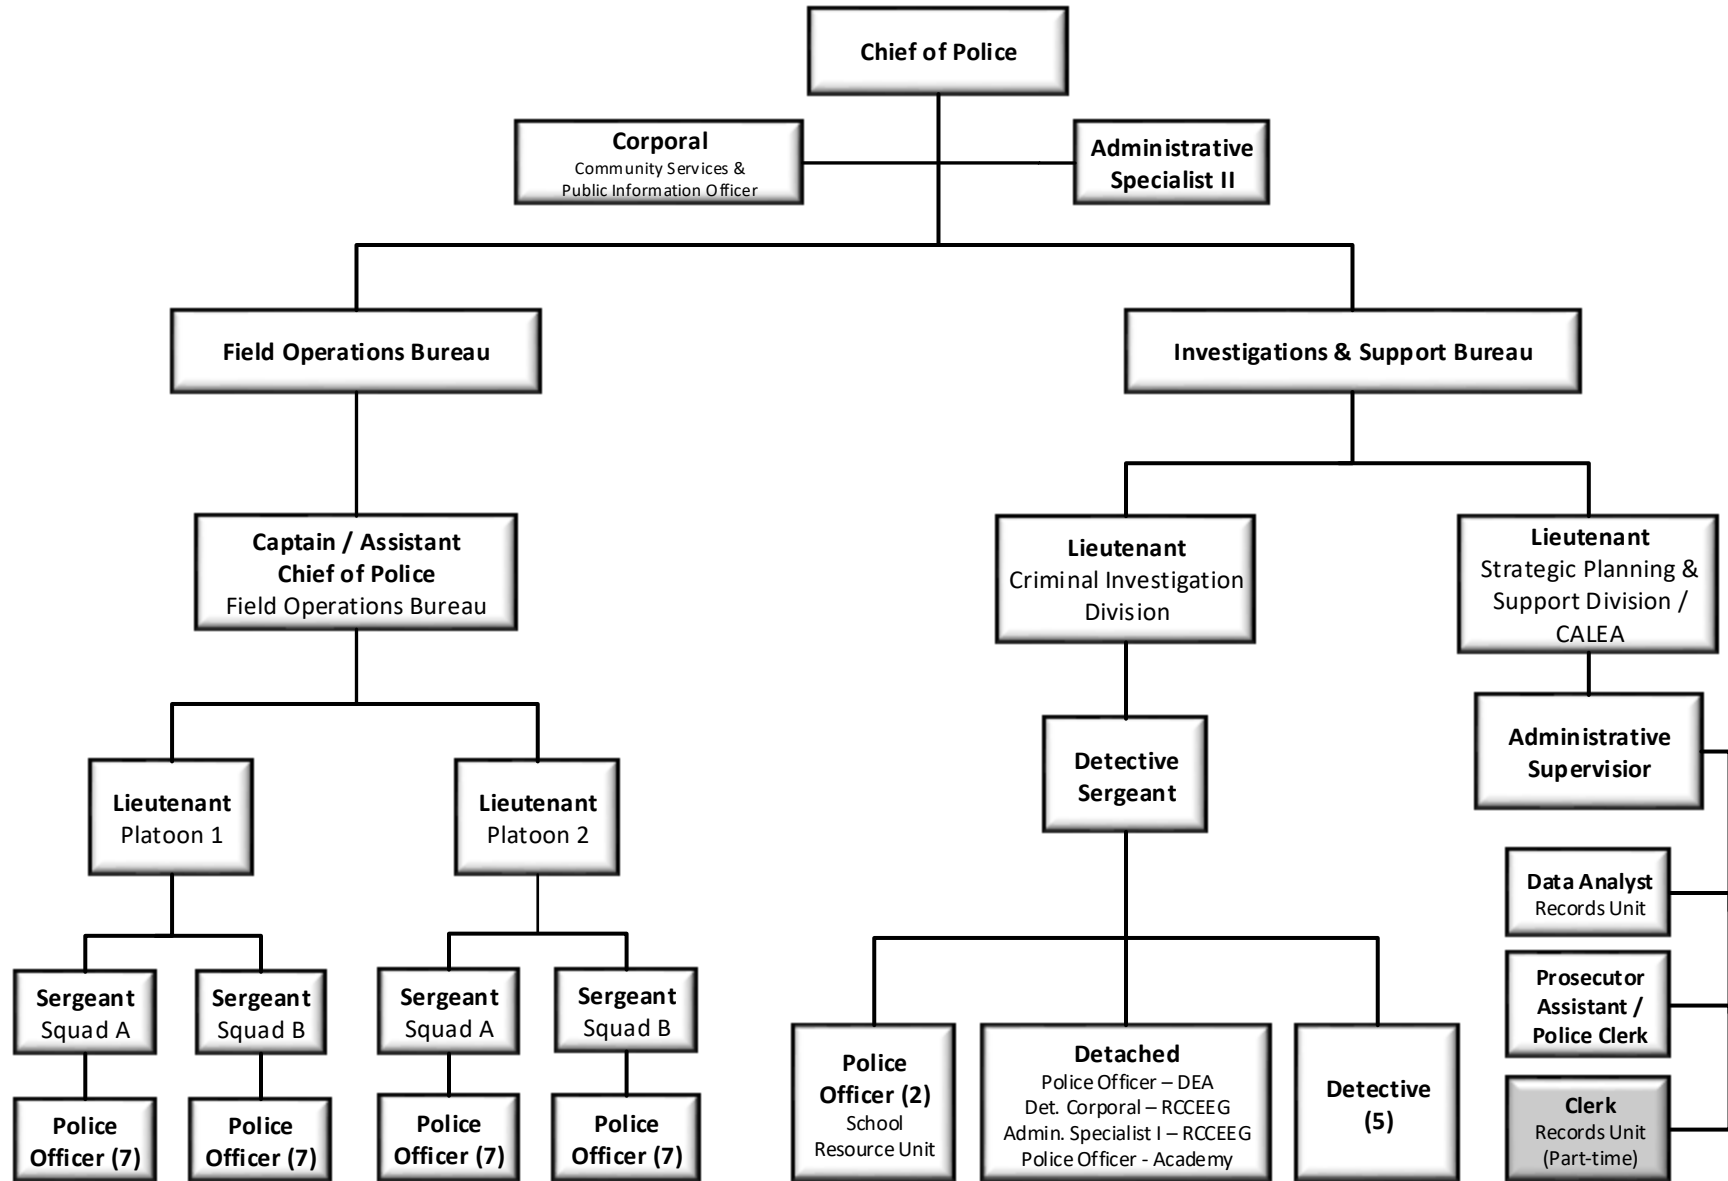 Chief of Police
Corporal
Community Services &
Public Information Officer
Administrative
Specialist II
Field Operations Bureau
Investigations & Support Bureau
Captain / Assistant
Chief of Police
Field Operations Bureau
Lieutenant
Criminal Investigation
Division
Lieutenant
Strategic Planning &
Support Division /
CALEA
Lieutenant
Platoon 1
Lieutenant
Platoon 2
Detective
Sergeant
Administrative
Supervisior
Data Analyst
Records Unit
Prosecutor
Assistant /
Police Clerk
Clerk
Records Unit
(Part-time)
Sergeant
Squad A
Sergeant
Squad B
Sergeant
Squad A
Sergeant
Squad B
Police
Officer (7)
Police
Officer (7)
Police
Officer (7)
Police
Officer (7)
Police
Officer (2)
School
Resource Unit
Detached
Police Officer – DEA
Det. Corporal – RCCEEG
Admin. Specialist I – RCCEEG
Police Officer - Academy
Detective
(5)